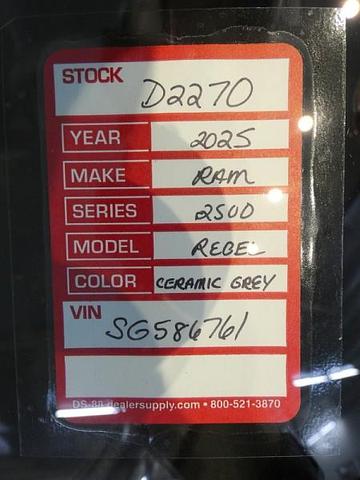 STOCK
D2270
YEAR 2025
MAKE RAM
SERIES 2500
MODEL REBEL
COLOR CERAMIC GREY
VIN
SG586761
DS-88 dealersupply.com • 800-521-3870